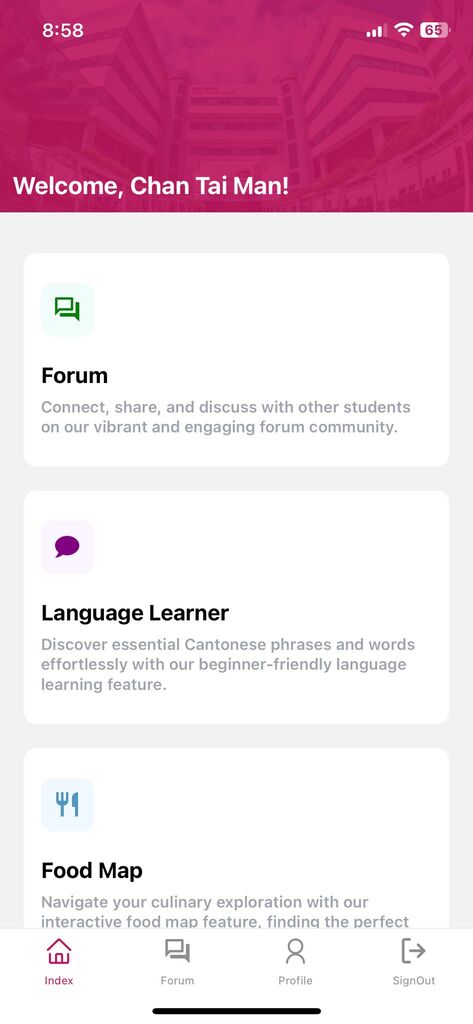 8:58
65
Welcome, Chan Tai Man!
Forum
Connect, share, and discuss with other students
on our vibrant and engaging forum community.
Language Learner
Discover essential Cantonese phrases and words
effortlessly with our beginner-friendly language
learning feature.
Food Map
Navigate your culinary exploration with our
interactive food map feature, finding the perfect
Index
Forum
Profile
SignOut